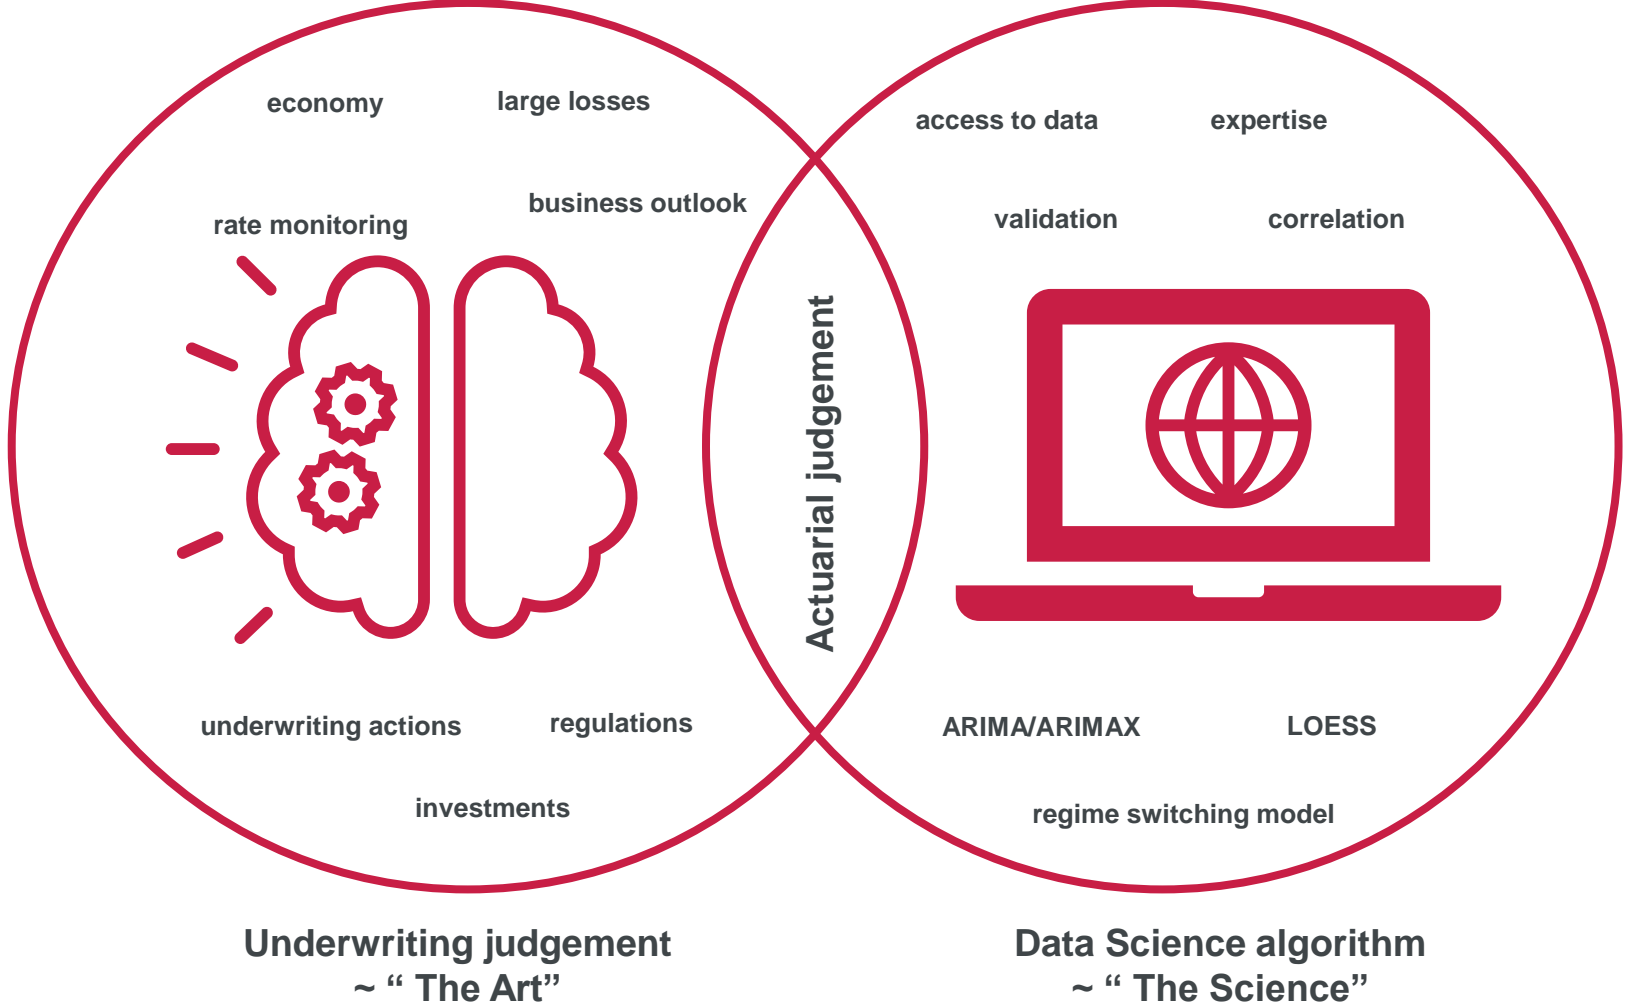 economy
large losses
rate monitoring
business outlook
underwriting actions
regulations
investments
Actuarial judgement
access to data
expertise
validation
correlation
ARIMA/ARIMAX
LOESS
regime switching model
Underwriting judgement
~ “ The Art”
Data Science algorithm
~ “ The Science”